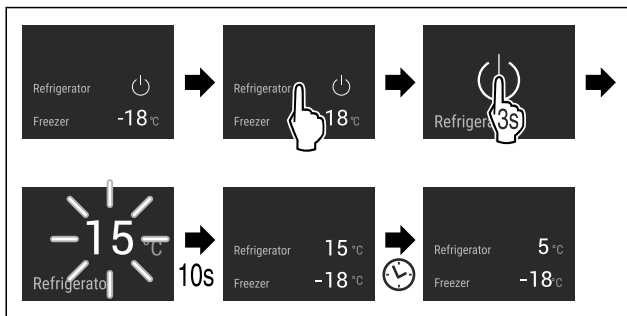 Refrigerator
Freezer -18 °C
Refrigerator
Freezer 18 °C
Refrigera
3s
15 °C
Refrigerato
10s
Refrigerator 15 °C
Freezer -18 °C
Refrigerator 5 °C
Freezer -18°C